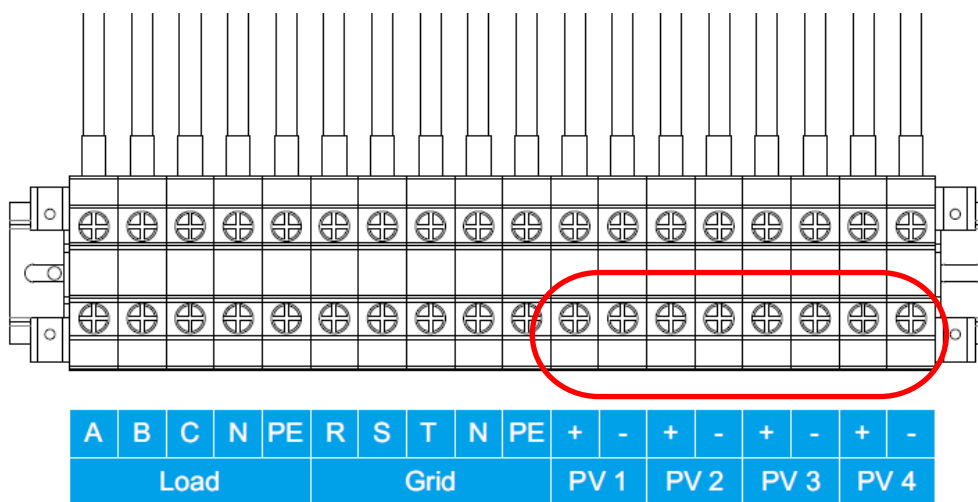 A B C N PE R S T N PE + - + - + - + -
Load Grid PV 1 PV 2 PV 3 PV 4